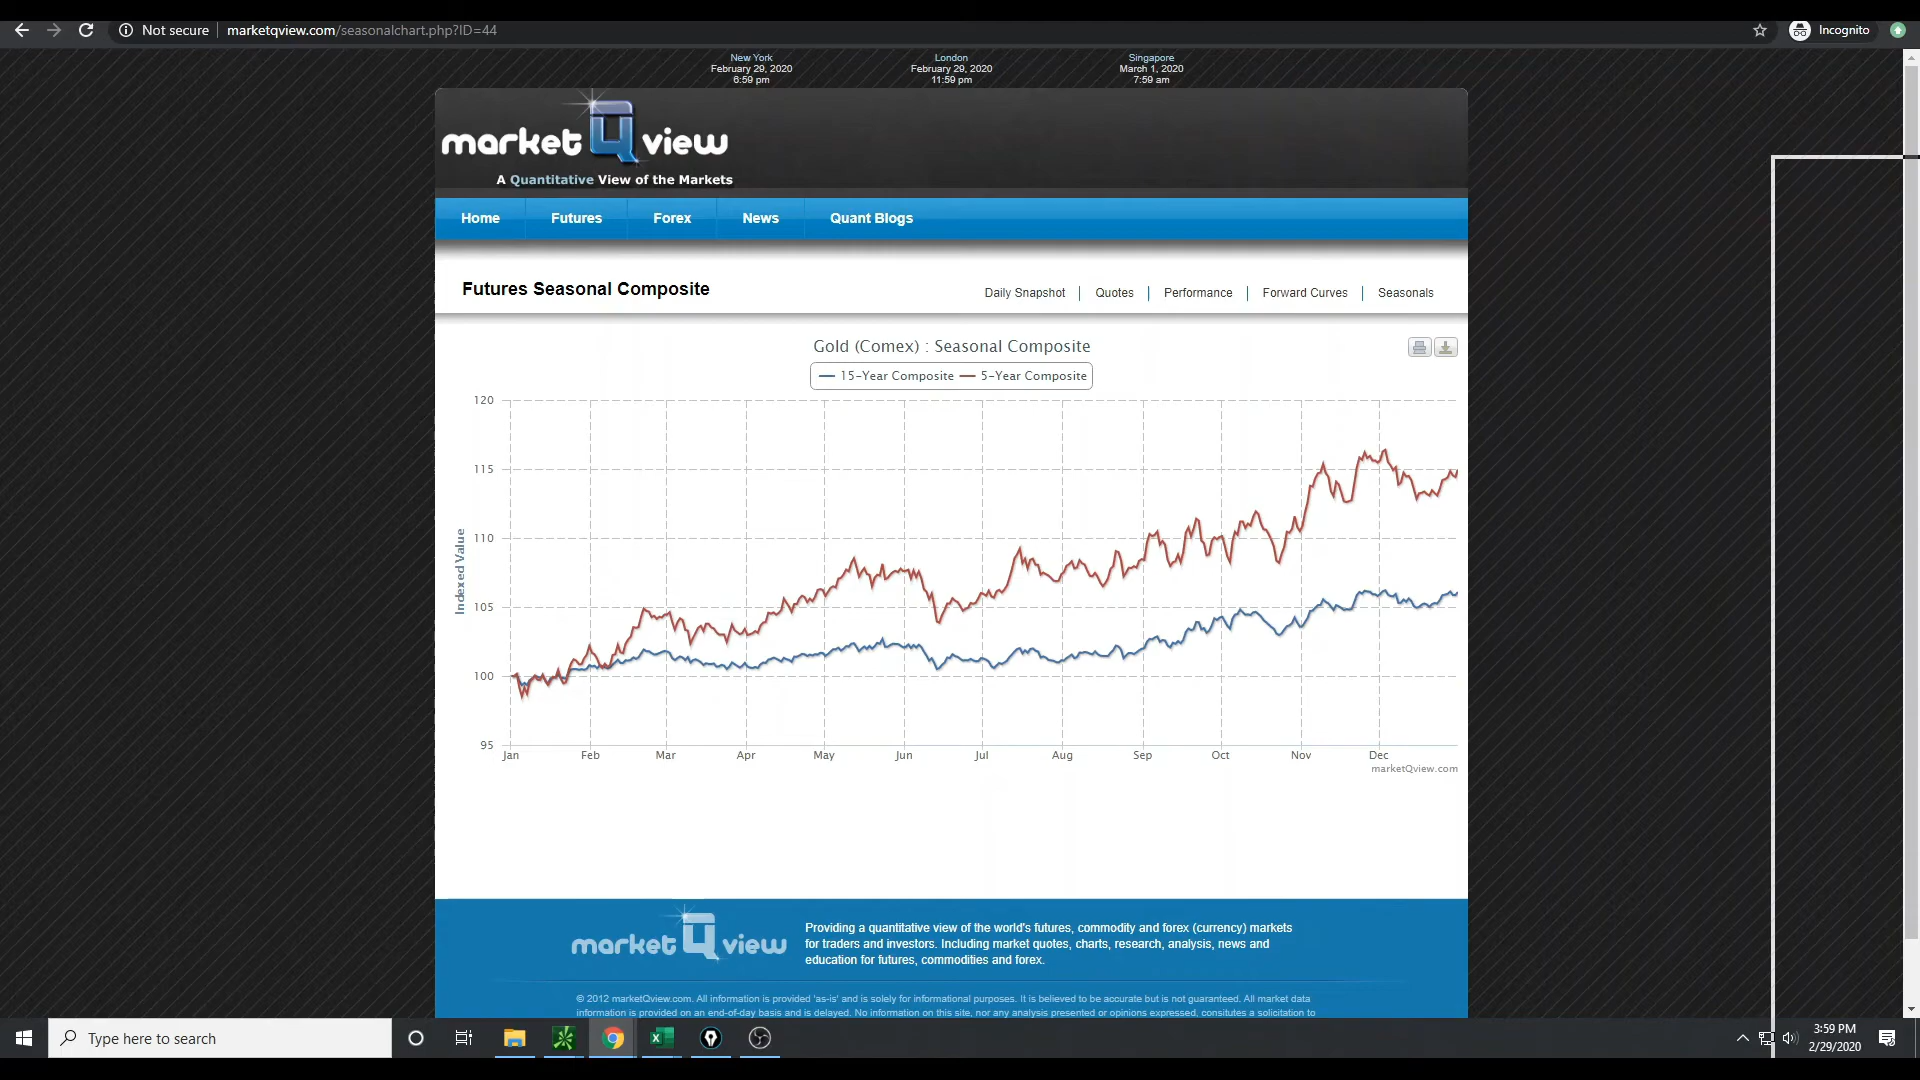 Not secure
marketqview.com/seasonalchart.php?ID=44
Incognito
New York
February 29, 2020
6:59 pm
London
February 29, 2020
11:59 pm
Singapore
March 1, 2020
7:59 am
market q view
A Quantitative View of the Markets
Home
Futures
Forex
News
Quant Blogs
Futures Seasonal Composite
Daily Snapshot
Quotes
Performance
Forward Curves
Seasonals
Gold (Comex) : Seasonal Composite
15-Year Composite
5-Year Composite
Indexed Value
120
115
110
105
100
95
Jan
Feb
Mar
Apr
May
Jun
Jul
Aug
Sep
Oct
Nov
Dec
marketQview.com
market q view
Providing a quantitative view of the world's futures, commodity and forex (currency) markets
for traders and investors. Including market quotes, charts, research, analysis, news and
education for futures, commodities and forex.
© 2012 marketQview.com. All information is provided 'as-is' and is solely for informational purposes. It is believed to be accurate but is not guaranteed. All market data
information is provided on an end-of-day basis and is delayed. No information on this site, nor any analysis presented or opinions expressed, consitutes a solicitation to
Type here to search
3:59 PM
2/29/2020